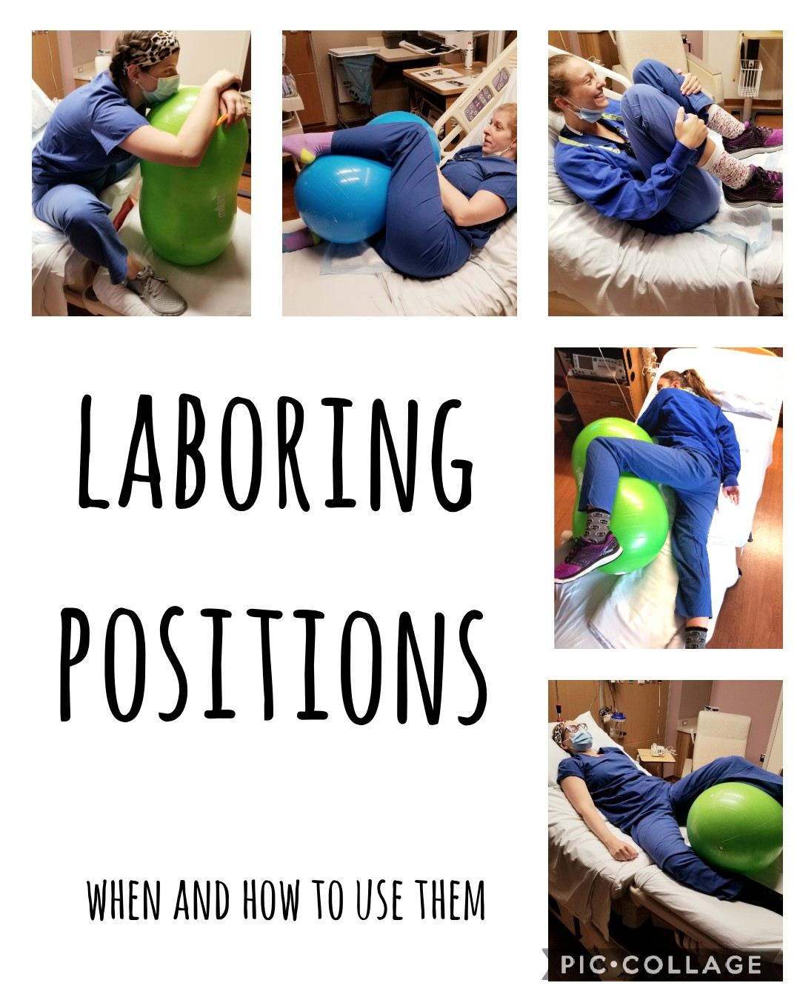 LABORING
POSITIONS
WHEN AND HOW TO USE THEM
PIC•COLLAGE